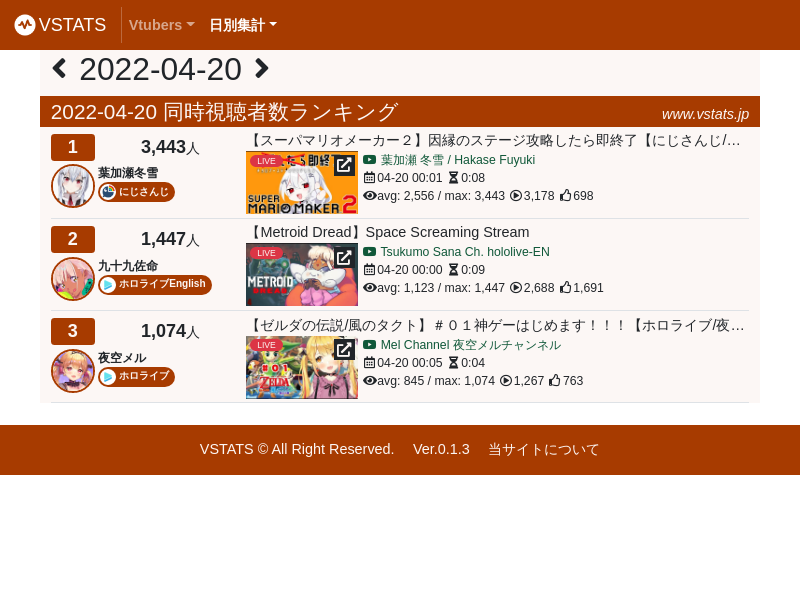 VSTATS Vtubers 日別集計
2022-04-20
2022-04-20 同時視聴者数ランキング www.vstats.jp
1 3,443人
葉加瀬冬雪
にじさんじ
【スーパマリオメーカー２】因縁のステージ攻略したら即終了【にじさんじ/…
LIVE
たら即終了
SUPER MARIO MAKER 2
葉加瀬 冬雪 / Hakase Fuyuki
04-20 00:01 0:08
avg: 2,556 / max: 3,443 3,178 698
2 1,447人
九十九佐命
ホロライブEnglish
【Metroid Dread】Space Screaming Stream
LIVE
METROID
Tsukumo Sana Ch. hololive-EN
04-20 00:00 0:09
avg: 1,123 / max: 1,447 2,688 1,691
3 1,074人
夜空メル
ホロライブ
【ゼルダの伝説/風のタクト】＃０１神ゲーはじめます！！！【ホロライブ/夜…
LIVE
#01
ZELDA
Mel Channel 夜空メルチャンネル
04-20 00:05 0:04
avg: 845 / max: 1,074 1,267 763
VSTATS © All Right Reserved. Ver.0.1.3 当サイトについて